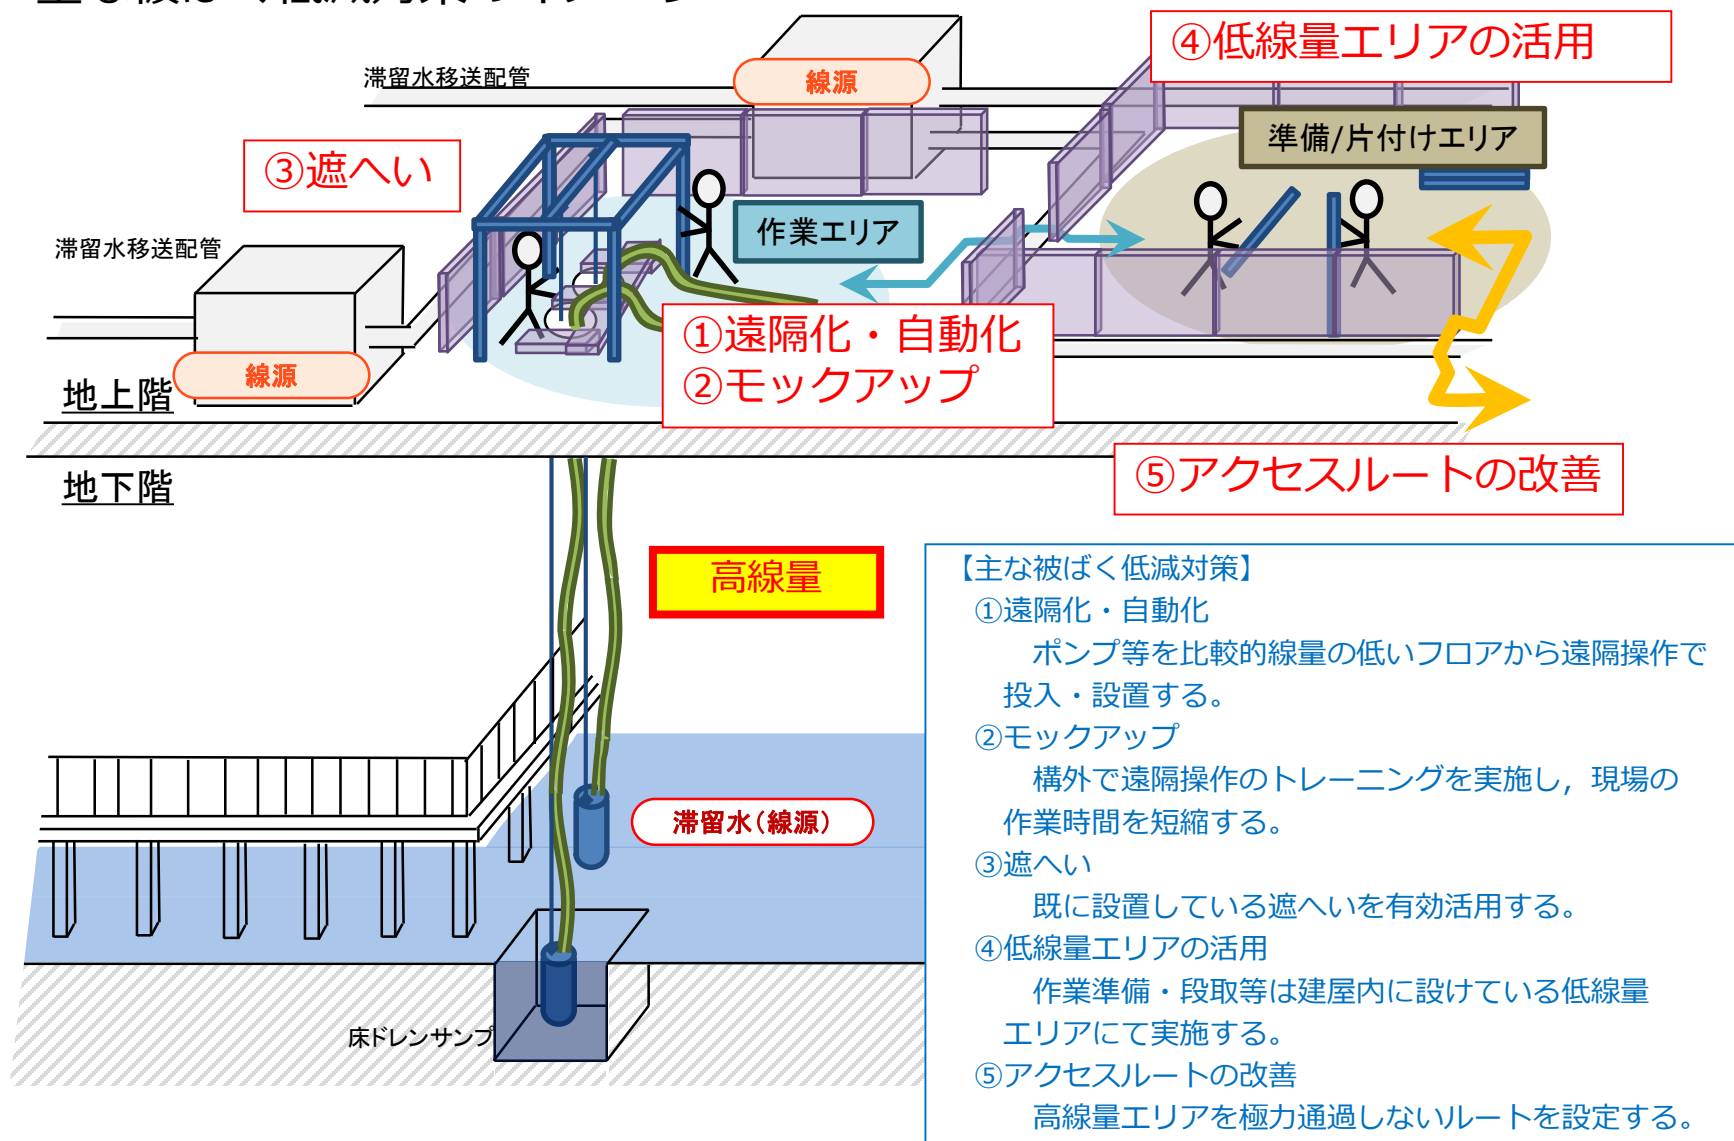 ④低線量エリアの活用
滞留水移送配管
線源
準備/片付けエリア
③遮へい
作業エリア
滞留水移送配管
①遠隔化・自動化
②モックアップ
線源
地上階
地下階
⑤アクセスルートの改善
高線量
滞留水(線源)
床ドレンサンプ
【主な被ばく低減対策】
①遠隔化・自動化
ポンプ等を比較的線量の低いフロアから遠隔操作で
投入・設置する。
②モックアップ
構外で遠隔操作のトレーニングを実施し，現場の
作業時間を短縮する。
③遮へい
既に設置している遮へいを有効活用する。
④低線量エリアの活用
作業準備・段取等は建屋内に設けている低線量
エリアにて実施する。
⑤アクセスルートの改善
高線量エリアを極力通過しないルートを設定する。